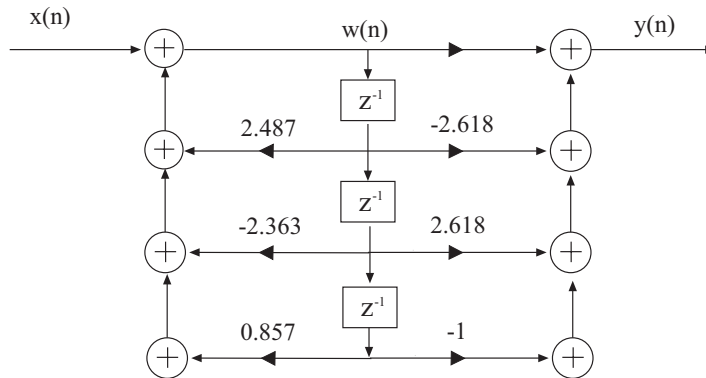 x(n) w(n) y(n)
+ +
z⁻¹
2.487 -2.618
+ +
z⁻¹
-2.363 2.618
+ +
z⁻¹
0.857 -1
+ +